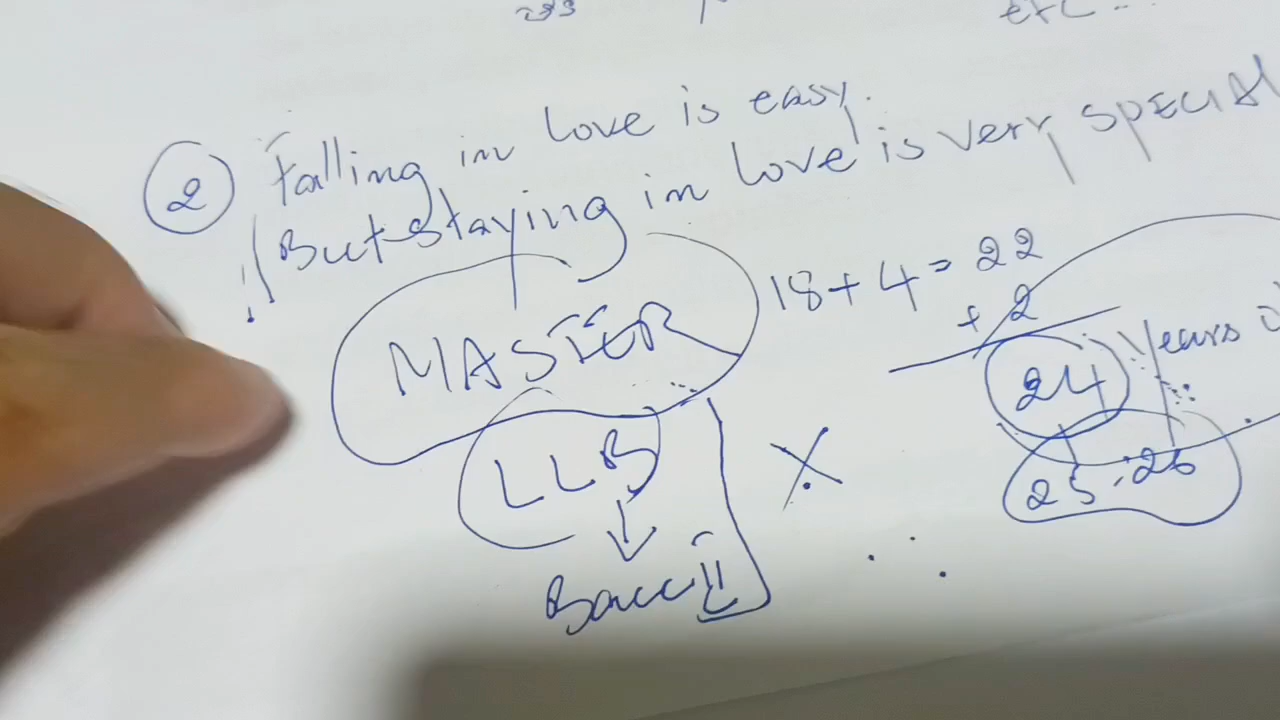 etc..
② Falling in love is easy.
But staying in love is very SPECIAL
18 + 4 = 22
+ 2
MASTER
24 Years
LLB
25.26